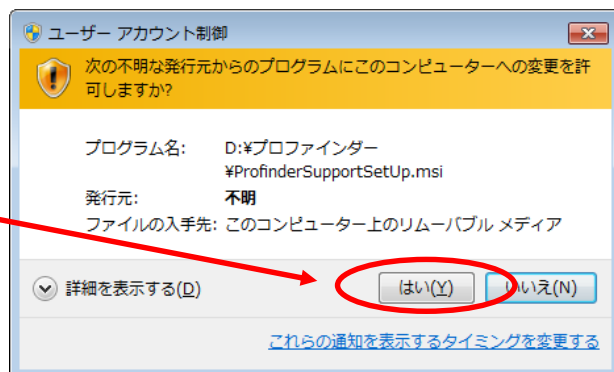 ユーザー アカウント制御
次の不明な発行元からのプログラムにこのコンピューターへの変更を許
可しますか?
プログラム名: D:¥プロファインダー
¥ProfinderSupportSetUp.msi
発行元: 不明
ファイルの入手先: このコンピューター上のリムーバブル メディア
詳細を表示する(D) はい(Y) いいえ(N)
これらの通知を表示するタイミングを変更する